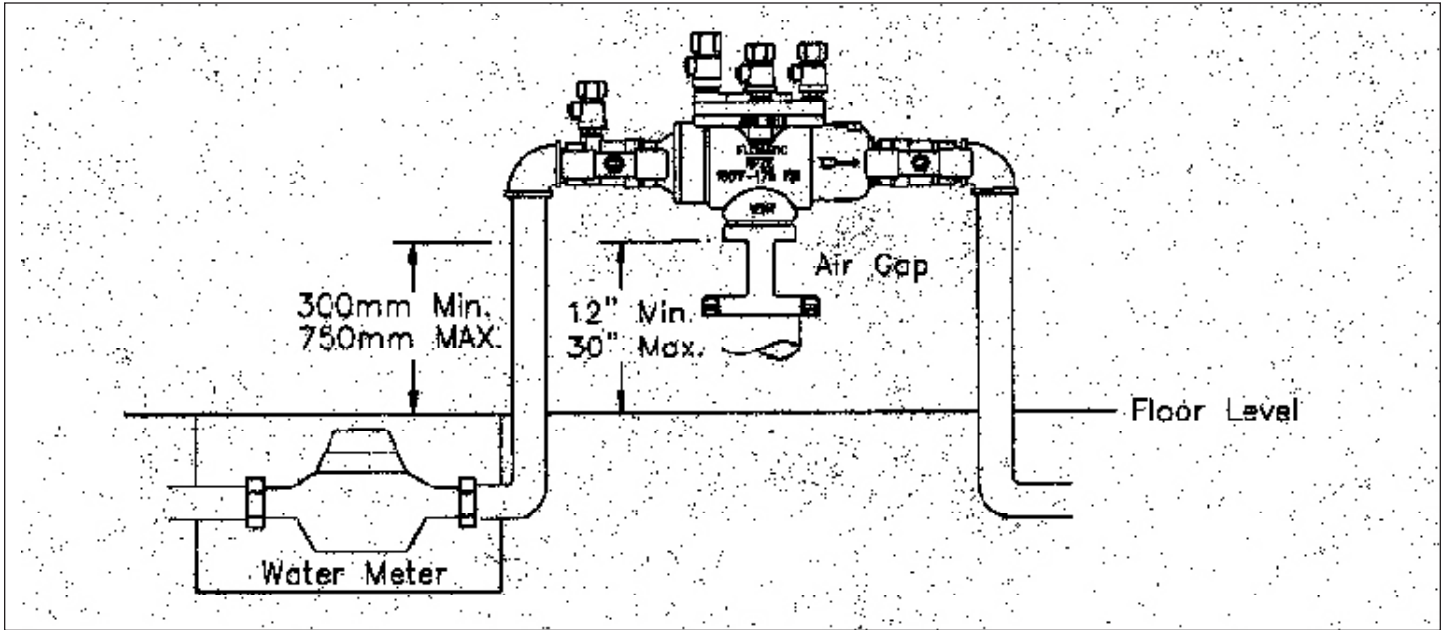 300mm Min.
750mm MAX.
12" Min.
30" Max.
Air Gap
Floor Level
Water Meter